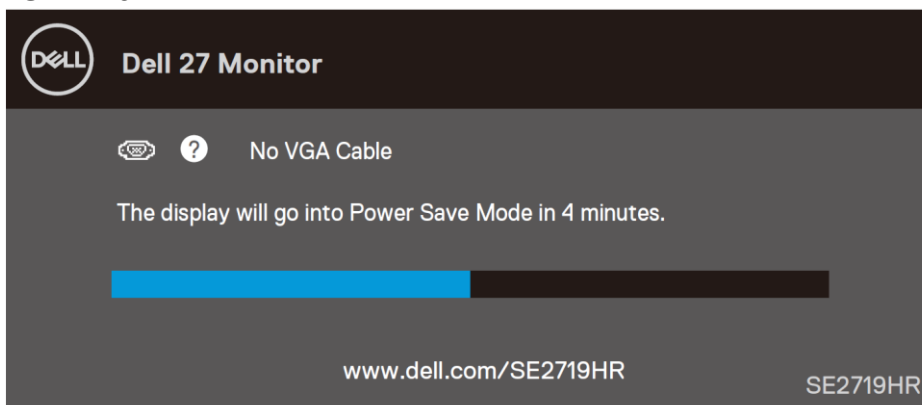 DELL
Dell 27 Monitor
? No VGA Cable
The display will go into Power Save Mode in 4 minutes.
www.dell.com/SE2719HR
SE2719HR